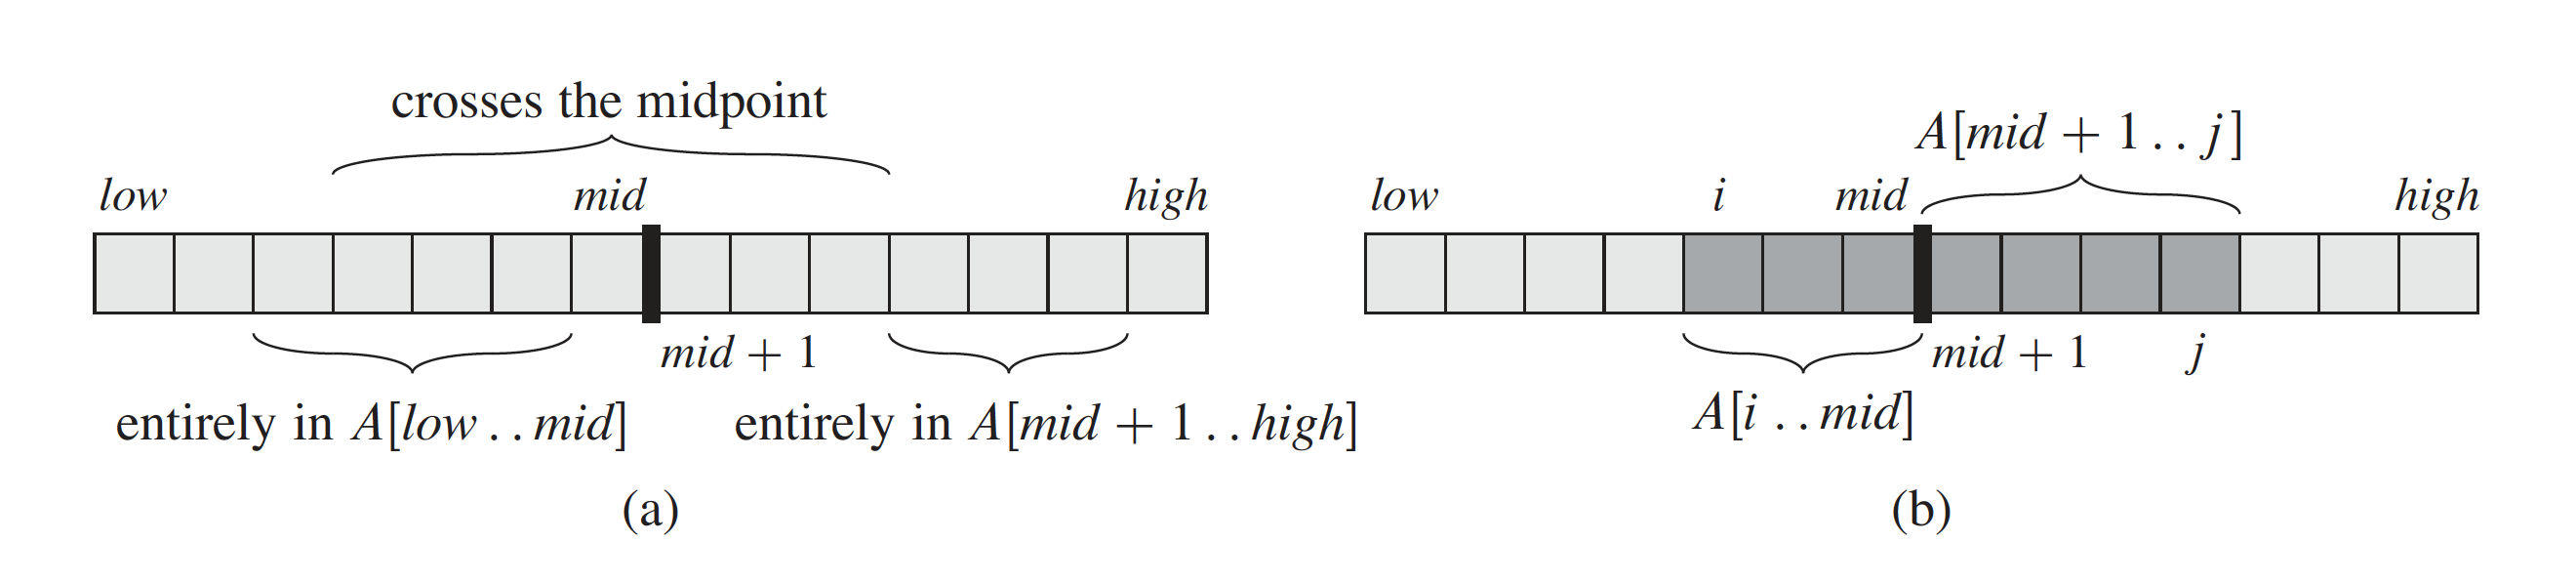 crosses the midpoint
low mid high
mid + 1
entirely in A[low . . mid] entirely in A[mid + 1 . . high]
(a)
A[mid + 1 . . j]
low i mid high
mid + 1 j
A[i . . mid]
(b)